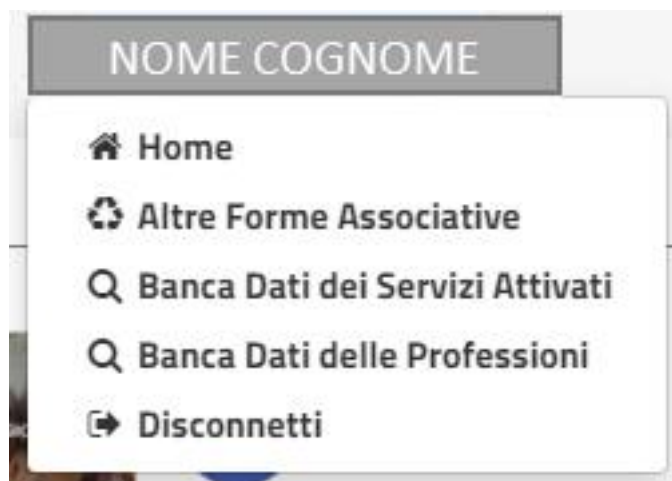 NOME COGNOME
Home
Altre Forme Associative
Banca Dati dei Servizi Attivati
Banca Dati delle Professioni
Disconnetti